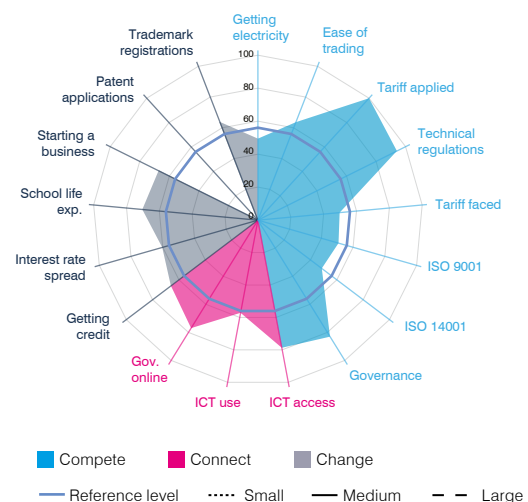 Getting
electricity
Ease of
trading
Tariff applied
Technical
regulations
Tariff faced
ISO 9001
ISO 14001
Governance
ICT access
ICT use
Gov.
online
Getting
credit
Interest rate
spread
School life
exp.
Starting a
business
Patent
applications
Trademark
registrations
100
80
60
40
20
0
Compete Connect Change
Reference level Small Medium Large